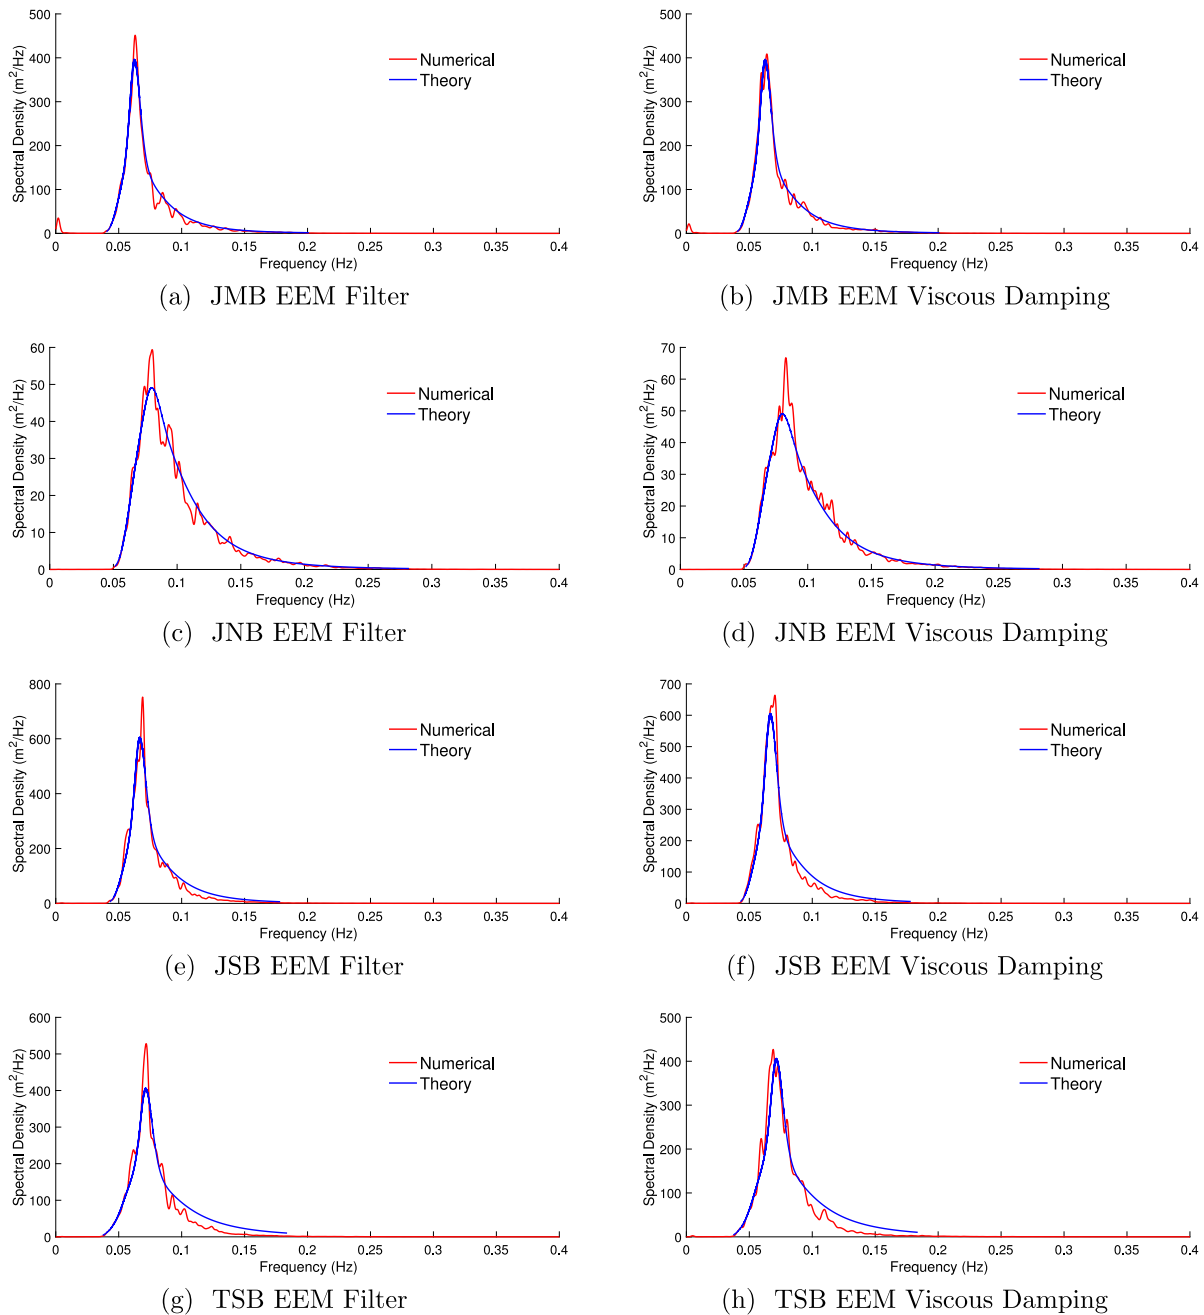 500
400
300
200
100
0
Spectral Density (m²/Hz)
Numerical
Theory
0 0.05 0.1 0.15 0.2 0.25 0.3 0.35 0.4
Frequency (Hz)
(a) JMB EEM Filter
500
400
300
200
100
0
Spectral Density (m²/Hz)
Numerical
Theory
0 0.05 0.1 0.15 0.2 0.25 0.3 0.35 0.4
Frequency (Hz)
(b) JMB EEM Viscous Damping
60
50
40
30
20
10
0
Spectral Density (m²/Hz)
Numerical
Theory
0 0.05 0.1 0.15 0.2 0.25 0.3 0.35 0.4
Frequency (Hz)
(c) JNB EEM Filter
70
60
50
40
30
20
10
0
Spectral Density (m²/Hz)
Numerical
Theory
0 0.05 0.1 0.15 0.2 0.25 0.3 0.35 0.4
Frequency (Hz)
(d) JNB EEM Viscous Damping
800
600
400
200
0
Spectral Density (m²/Hz)
Numerical
Theory
0 0.05 0.1 0.15 0.2 0.25 0.3 0.35 0.4
Frequency (Hz)
(e) JSB EEM Filter
700
600
500
400
300
200
100
0
Spectral Density (m²/Hz)
Numerical
Theory
0 0.05 0.1 0.15 0.2 0.25 0.3 0.35 0.4
Frequency (Hz)
(f) JSB EEM Viscous Damping
600
500
400
300
200
100
0
Spectral Density (m²/Hz)
Numerical
Theory
0 0.05 0.1 0.15 0.2 0.25 0.3 0.35 0.4
Frequency (Hz)
(g) TSB EEM Filter
500
400
300
200
100
0
Spectral Density (m²/Hz)
Numerical
Theory
0 0.05 0.1 0.15 0.2 0.25 0.3 0.35 0.4
Frequency (Hz)
(h) TSB EEM Viscous Damping